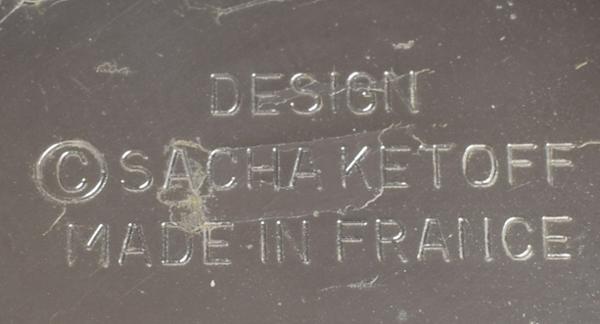 DESIGN
© SACHA KETOFF
MADE IN FRANCE